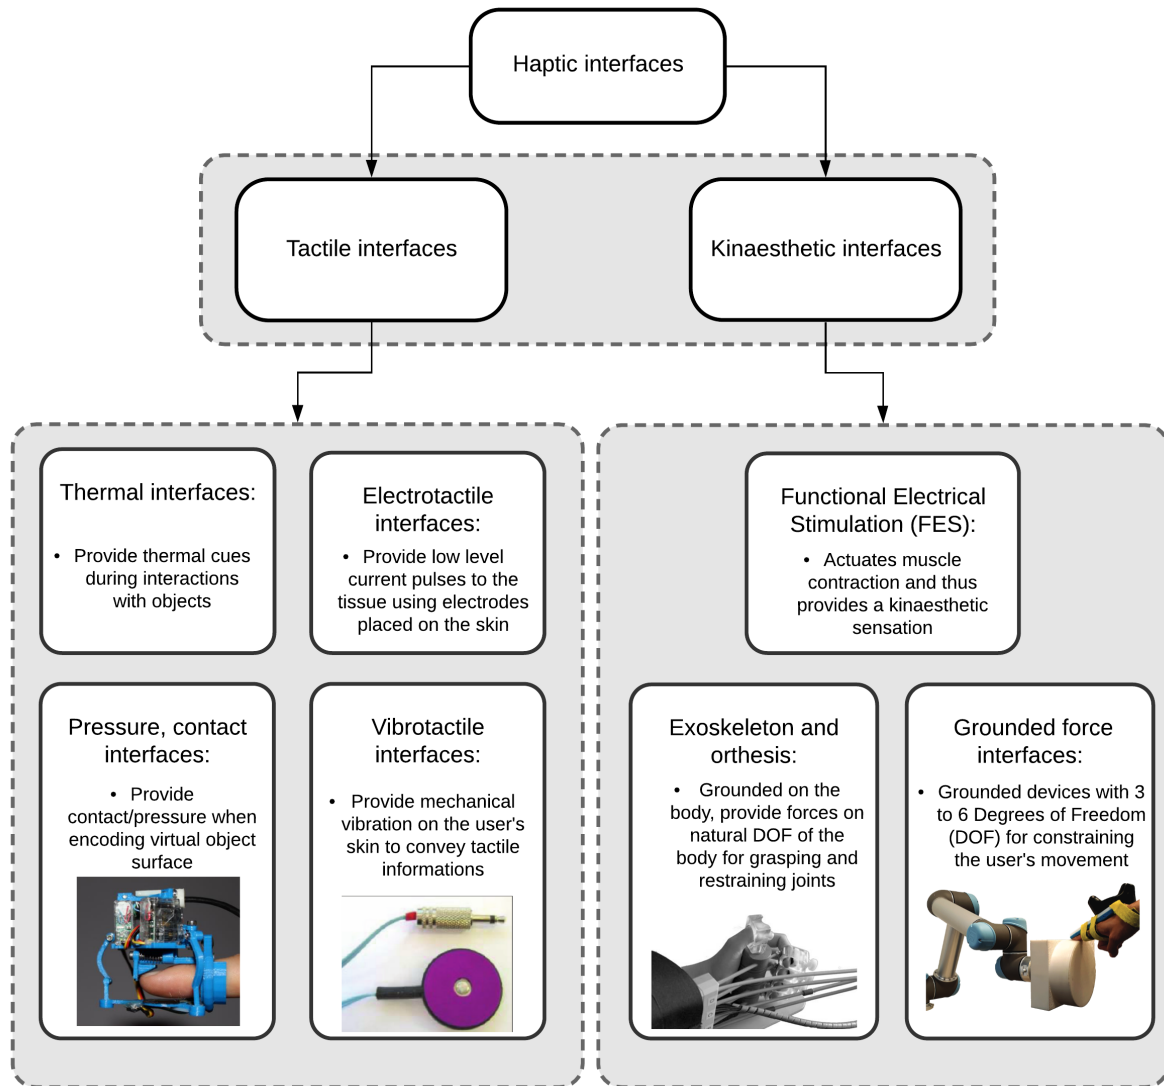 Haptic interfaces
Tactile interfaces
Kinaesthetic interfaces
Thermal interfaces:
• Provide thermal cues
during interactions
with objects
Electrotactile
interfaces:
• Provide low level
current pulses to the
tissue using electrodes
placed on the skin
Pressure, contact
interfaces:
• Provide
contact/pressure when
encoding virtual object
surface
Vibrotactile
interfaces:
• Provide mechanical
vibration on the user's
skin to convey tactile
informations
Functional Electrical
Stimulation (FES):
• Actuates muscle
contraction and thus
provides a kinaesthetic
sensation
Exoskeleton and
orthesis:
• Grounded on the
body, provide forces on
natural DOF of the
body for grasping and
restraining joints
Grounded force
interfaces:
• Grounded devices with 3
to 6 Degrees of Freedom
(DOF) for constraining
the user's movement